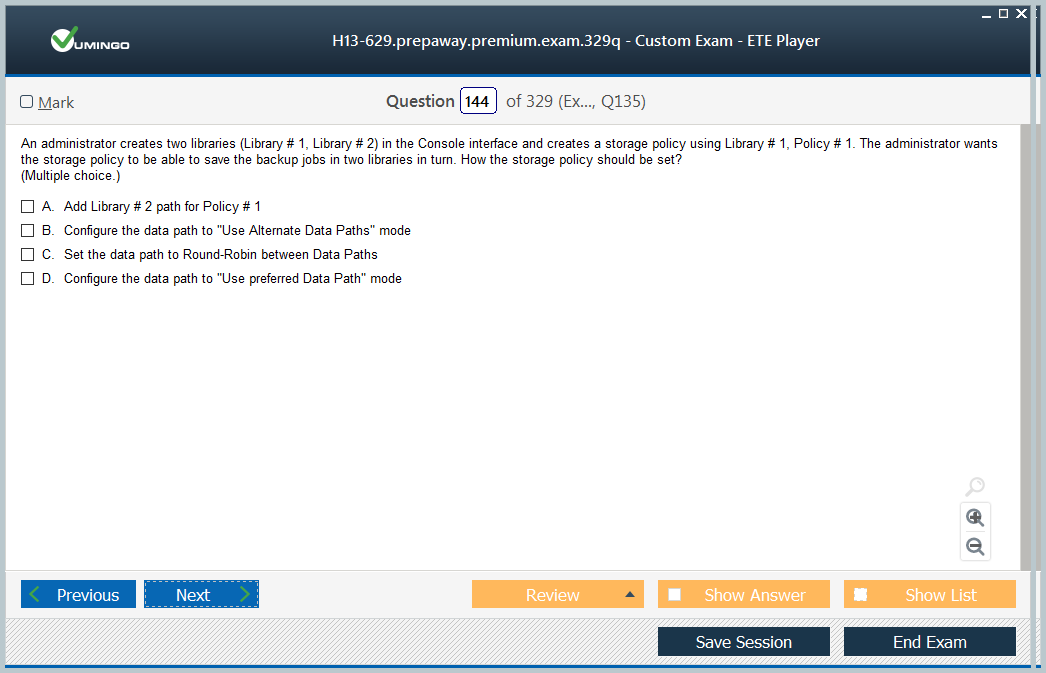 VUMINGO
H13-629.prepaway.premium.exam.329q - Custom Exam - ETE Player
Mark
Question 144 of 329 (Ex..., Q135)
An administrator creates two libraries (Library # 1, Library # 2) in the Console interface and creates a storage policy using Library # 1, Policy # 1. The administrator wants
the storage policy to be able to save the backup jobs in two libraries in turn. How the storage policy should be set?
(Multiple choice.)
A. Add Library # 2 path for Policy # 1
B. Configure the data path to "Use Alternate Data Paths" mode
C. Set the data path to Round-Robin between Data Paths
D. Configure the data path to "Use preferred Data Path" mode
Previous Next Review Show Answer Show List
Save Session End Exam